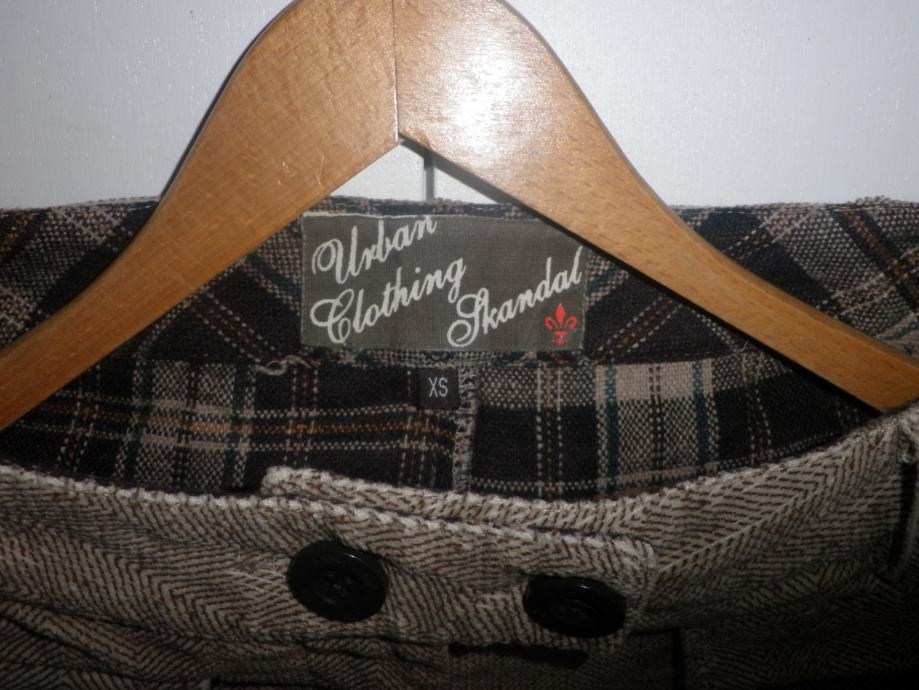 Urban
Clothing
Skandal
XS